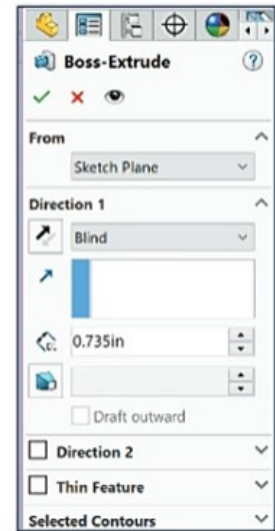 Boss-Extrude
From
Sketch Plane
Direction 1
Blind
0.735in
Draft outward
Direction 2
Thin Feature
Selected Contours